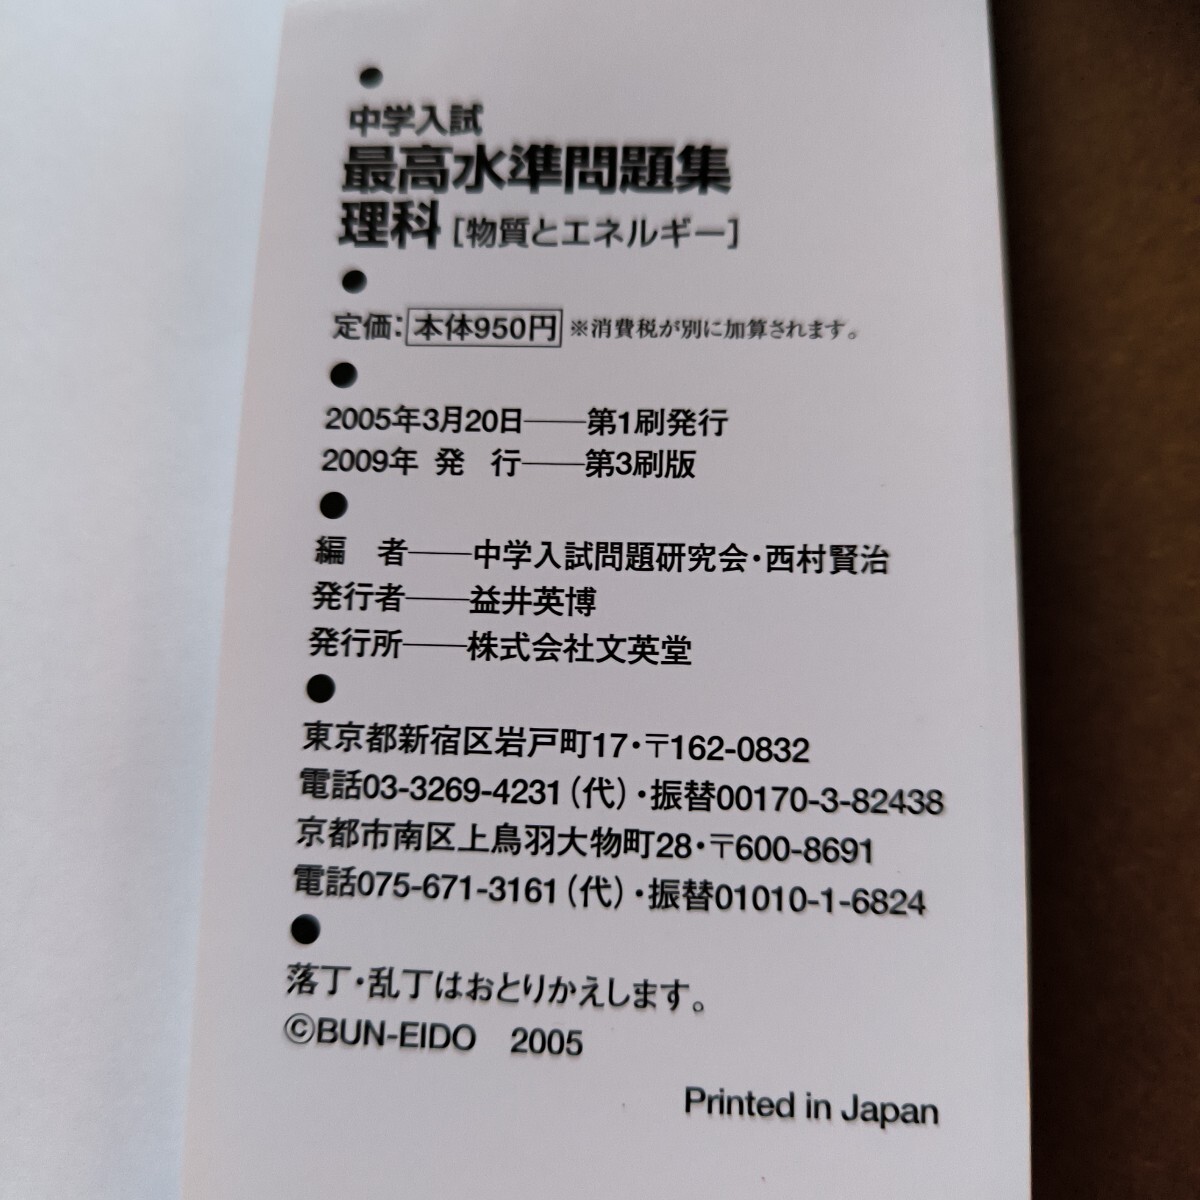 中学入試
最高水準問題集
理科[物質とエネルギー]
定価：本体950円 ※消費税が別に加算されます。
2005年3月20日──第1刷発行
2009年 発 行──第3刷版
編 者──中学入試問題研究会・西村賢治
発行者──益井英博
発行所──株式会社文英堂
東京都新宿区岩戸町17・〒162-0832
電話03-3269-4231（代）・振替00170-3-82438
京都市南区上鳥羽大物町28・〒600-8691
電話075-671-3161（代）・振替01010-1-6824
落丁・乱丁はおとりかえします。
©BUN-EIDO 2005
Printed in Japan